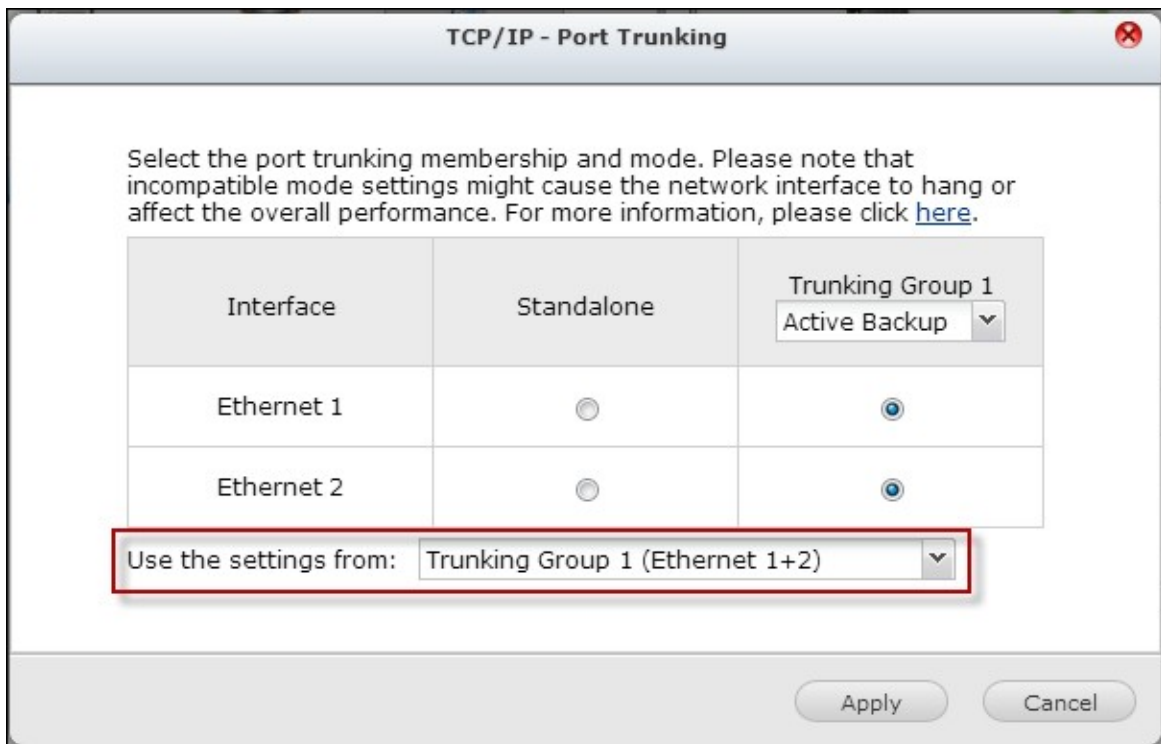 TCP/IP - Port Trunking
Select the port trunking membership and mode. Please note that
incompatible mode settings might cause the network interface to hang or
affect the overall performance. For more information, please click here.
Interface
Standalone
Trunking Group 1
Active Backup
Ethernet 1
Ethernet 2
Use the settings from: Trunking Group 1 (Ethernet 1+2)
Apply
Cancel